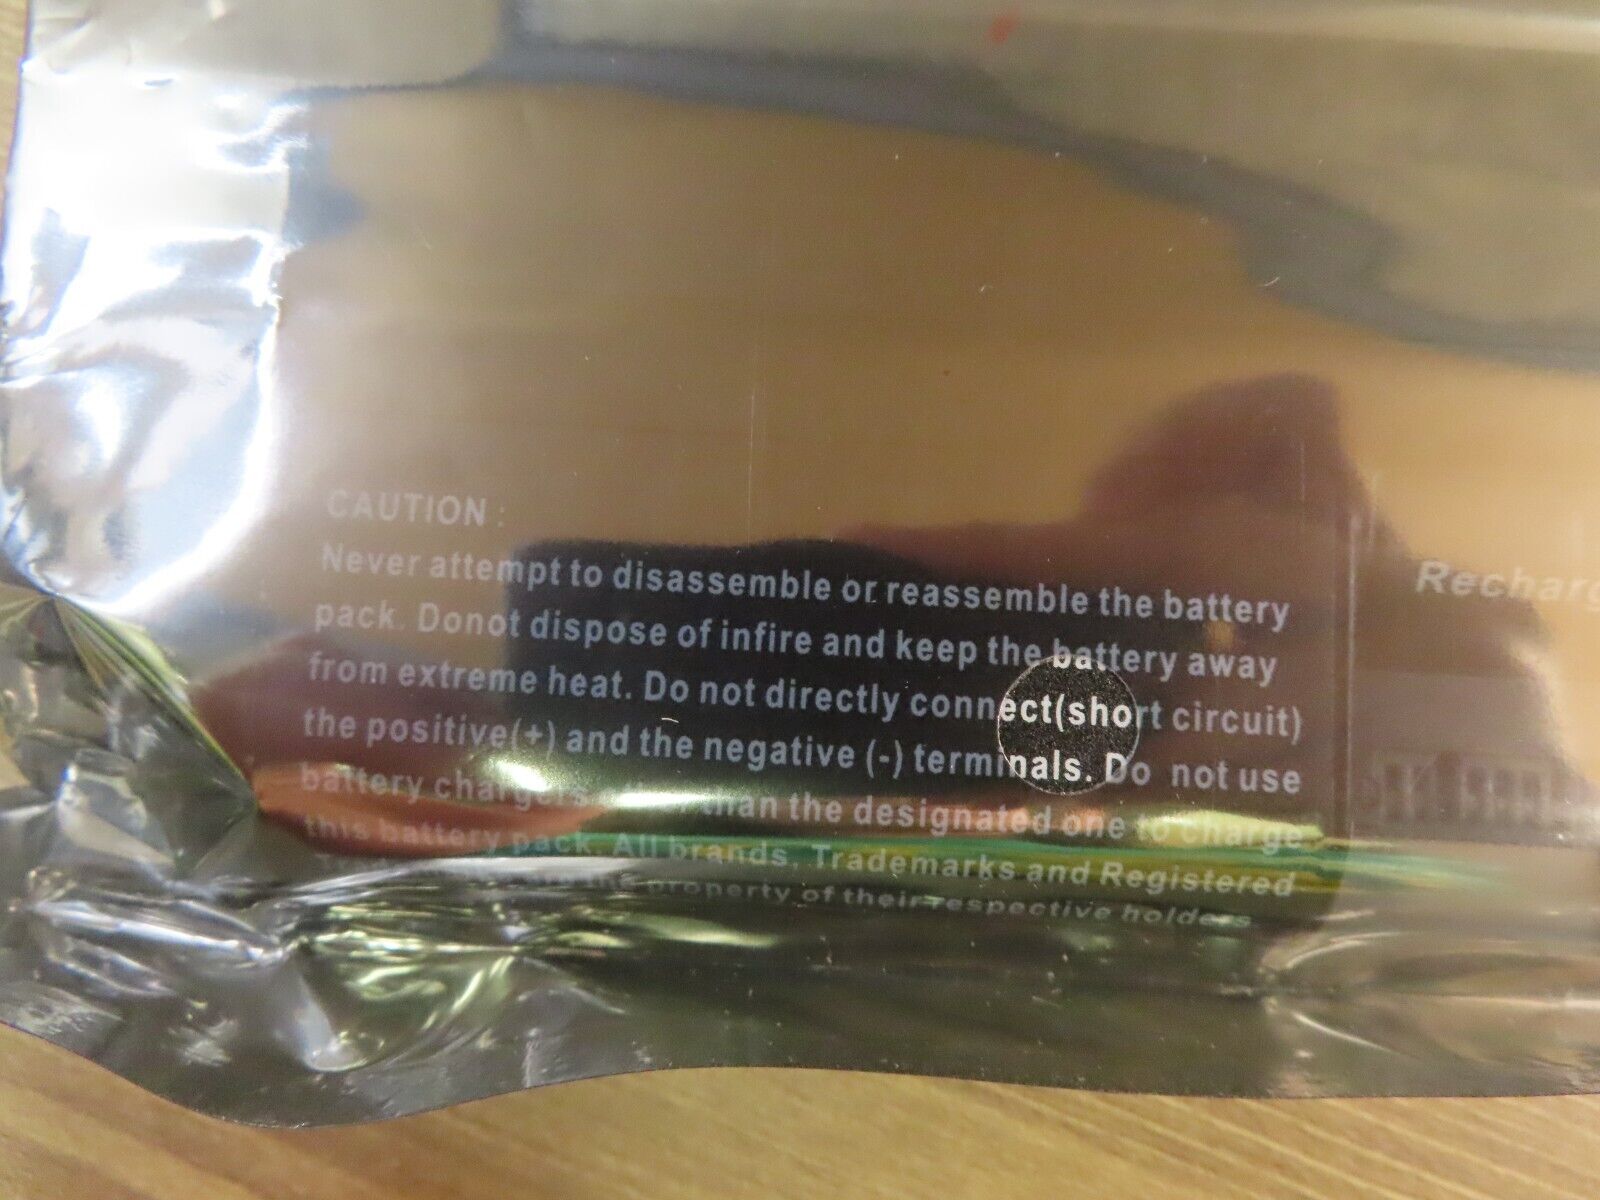 CAUTION :
Never attempt to disassemble or reassemble the battery
pack. Donot dispose of infire and keep the battery away
from extreme heat. Do not directly connect(short circuit)
the positive(+) and the negative (-) terminals. Do not use
battery chargers than the designated one to charge
this battery pack. All brands, Trademarks and Registered
the property of their respective holders